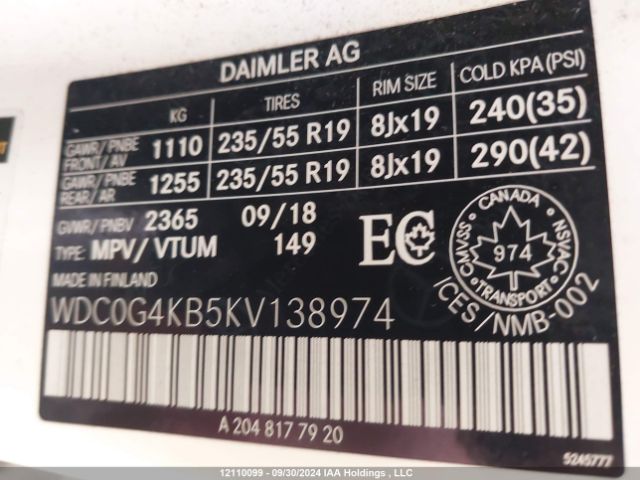 DAIMLER AG
KG TIRES RIM SIZE COLD KPA (PSI)
GAWR/PNBE FRONT/AV 1110 235/55 R19 8Jx19 240(35)
GAWR/PNBE REAR/AR 1255 235/55 R19 8Jx19 290(42)
GVWR/PNBV 2365 09/18
TYPE: MPV/VTUM 149
EC
CANADA
CMVSS 974 NSVAC
TRANSPORT
ICES/NMB-002
MADE IN FINLAND
WDC0G4KB5KV138974
A 204 817 79 20
5245777
12110099 - 09/30/2024 IAA Holdings , LLC